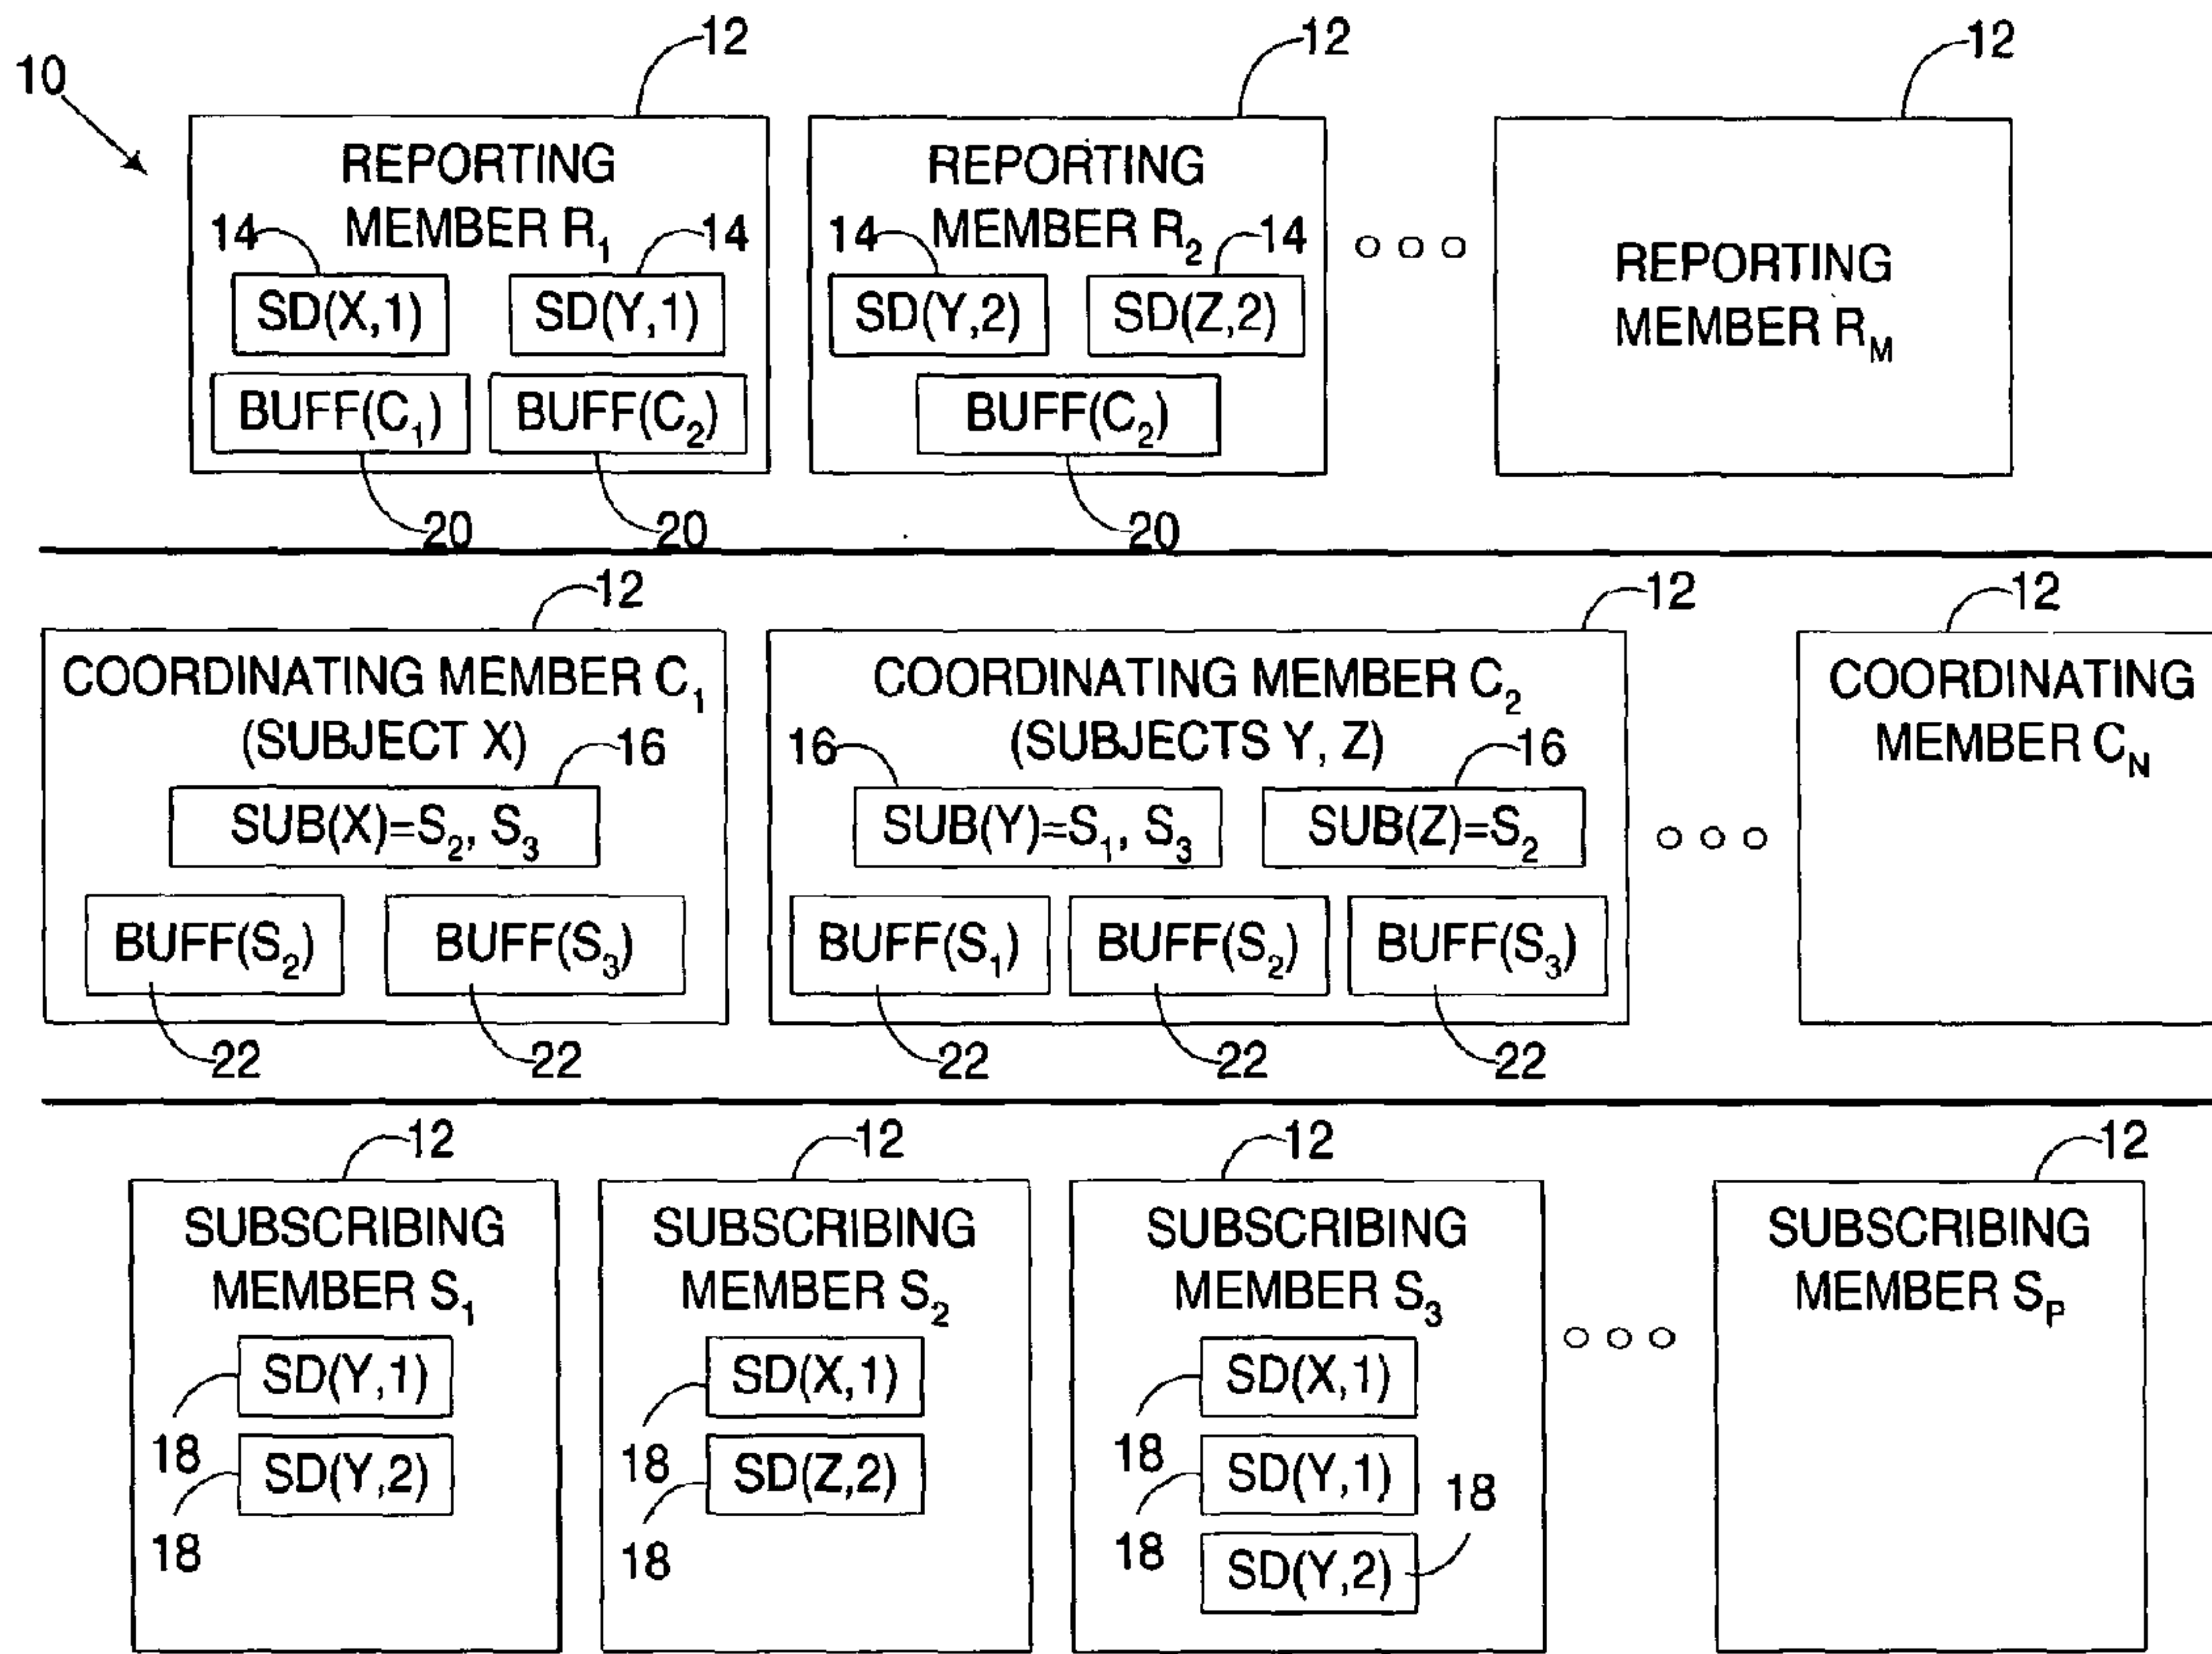 12 12 12
10
REPORTING
MEMBER R₁
14 14
SD(X,1) SD(Y,1)
BUFF(C₁) BUFF(C₂)
20 20
REPORTING
MEMBER R₂
14 14
SD(Y,2) SD(Z,2)
BUFF(C₂)
20
REPORTING
MEMBER R_M
12 12 12
COORDINATING MEMBER C₁
(SUBJECT X)
16
SUB(X)=S₂, S₃
BUFF(S₂) BUFF(S₃)
22 22
COORDINATING MEMBER C₂
(SUBJECTS Y, Z)
16 16
SUB(Y)=S₁, S₃ SUB(Z)=S₂
BUFF(S₁) BUFF(S₂) BUFF(S₃)
22 22 22
COORDINATING
MEMBER C_N
12 12 12 12
SUBSCRIBING
MEMBER S₁
SD(Y,1)
18
SD(Y,2)
18
SUBSCRIBING
MEMBER S₂
SD(X,1)
18
SD(Z,2)
18
SUBSCRIBING
MEMBER S₃
SD(X,1)
18
SD(Y,1)
18
18
SD(Y,2)
SUBSCRIBING
MEMBER S_P